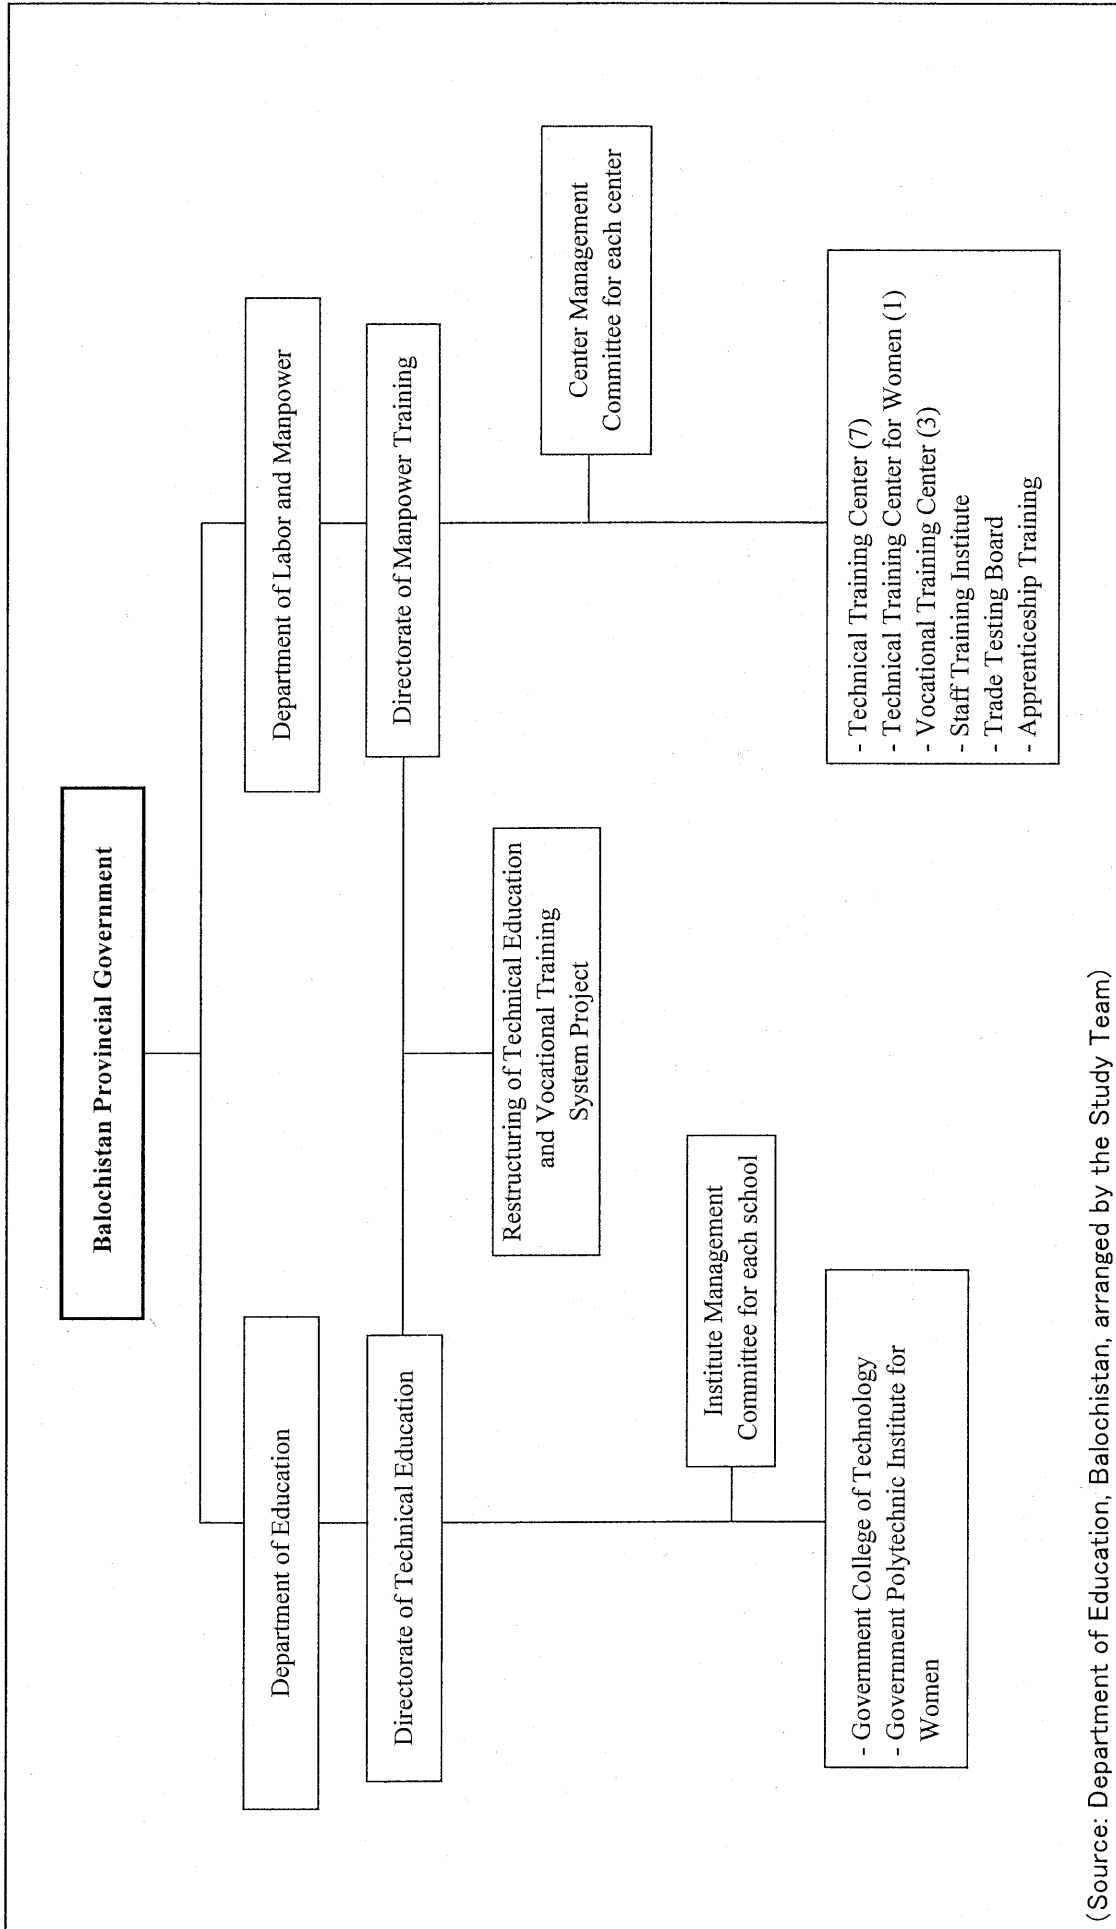 Balochistan Provincial Government
Department of Education
Department of Labor and Manpower
Directorate of Technical Education
Directorate of Manpower Training
Restructuring of Technical Education
and Vocational Training
System Project
Center Management
Committee for each center
Institute Management
Committee for each school
- Government College of Technology
- Government Polytechnic Institute for
Women
- Technical Training Center (7)
- Technical Training Center for Women (1)
- Vocational Training Center (3)
- Staff Training Institute
- Trade Testing Board
- Apprenticeship Training
(Source: Department of Education, Balochistan, arranged by the Study Team)